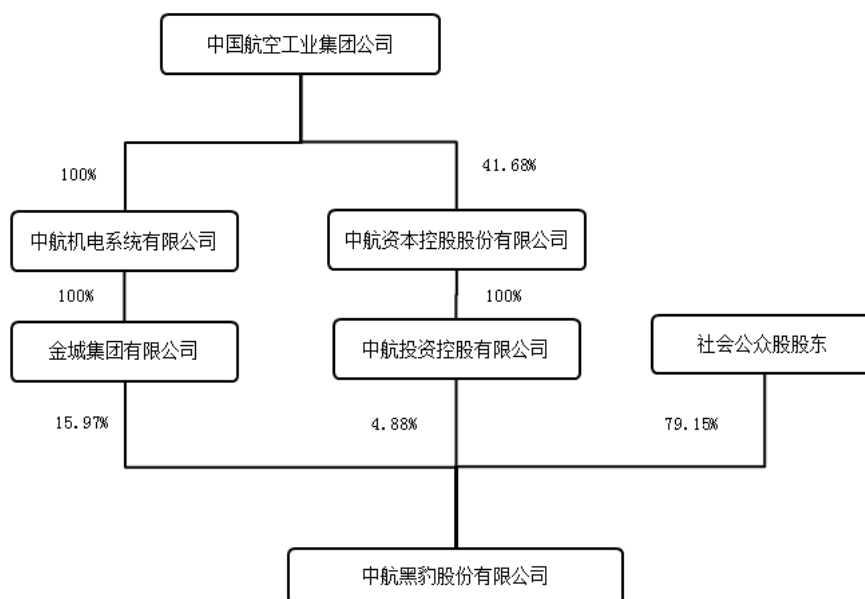 中国航空工业集团公司
100%
41.68%
中航机电系统有限公司
中航资本控股股份有限公司
100%
100%
金城集团有限公司
中航投资控股有限公司
社会公众股股东
15.97%
4.88%
79.15%
中航黑豹股份有限公司